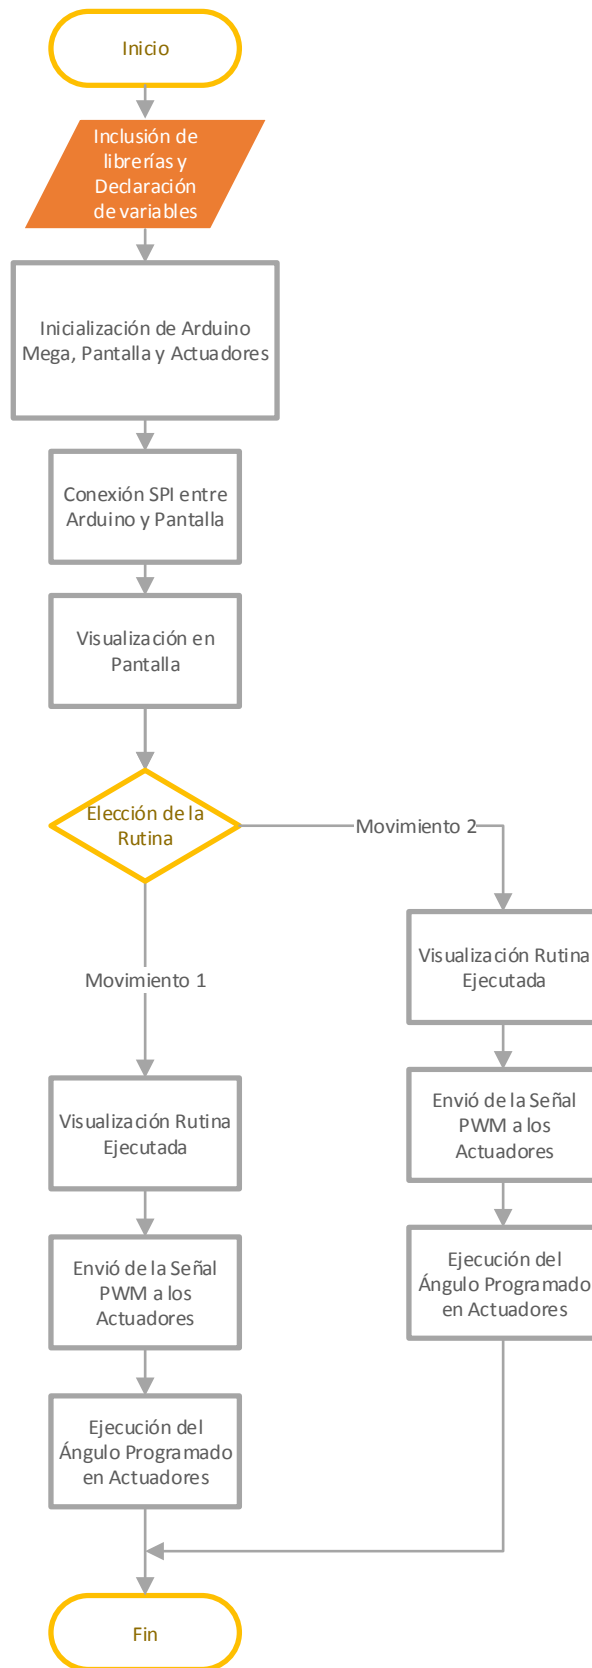 Inicio
Inclusión de
librerías y
Declaración
de variables
Inicialización de Arduino
Mega, Pantalla y Actuadores
Conexión SPI entre
Arduino y Pantalla
Visualización en
Pantalla
Elección de la
Rutina
Movimiento 2
Movimiento 1
Visualización Rutina
Ejecutada
Envió de la Señal
PWM a los
Actuadores
Ejecución del
Ángulo Programado
en Actuadores
Visualización Rutina
Ejecutada
Envió de la Señal
PWM a los
Actuadores
Ejecución del
Ángulo Programado
en Actuadores
Fin